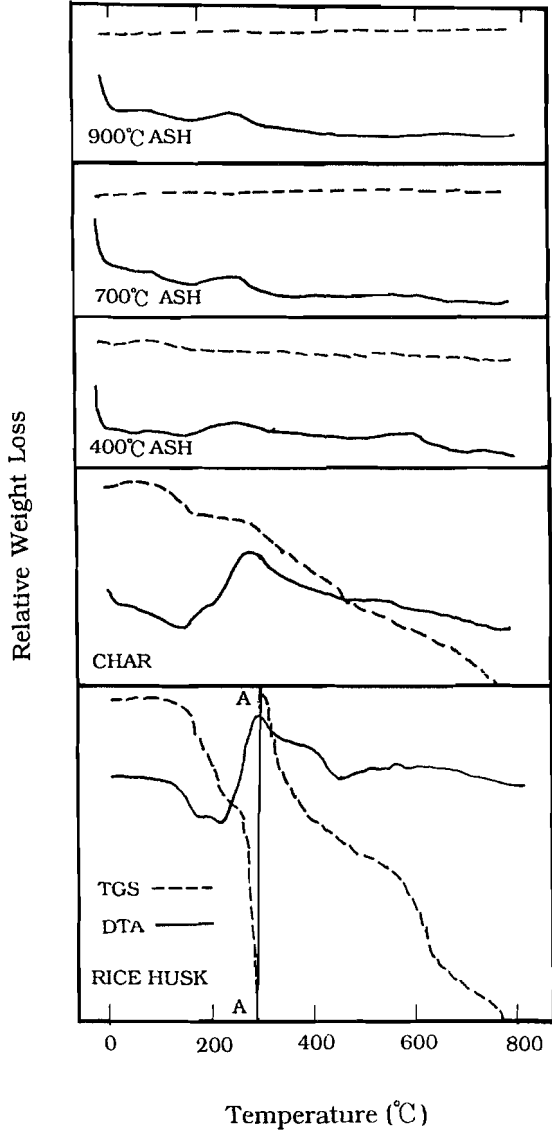 900℃ ASH
700℃ ASH
400℃ ASH
CHAR
A
TGS
DTA
RICE HUSK
A
0 200 400 600 800
Temperature (℃)
Relative Weight Loss